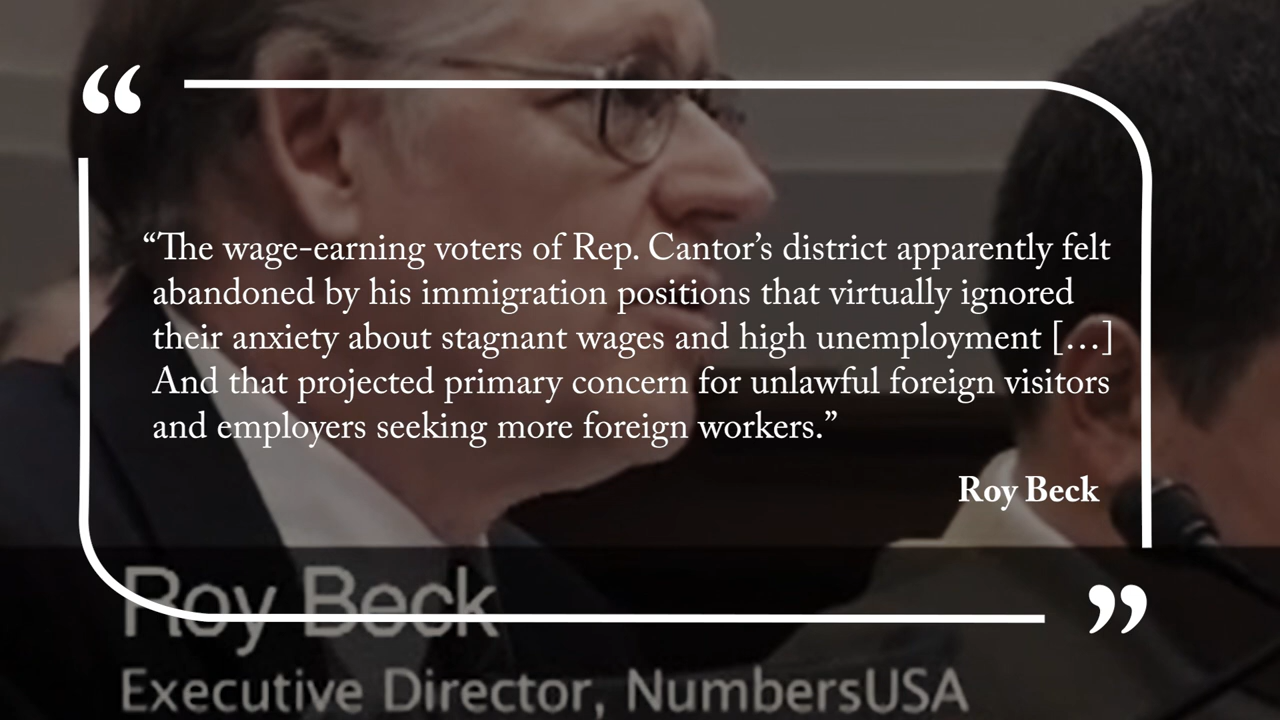 “The wage-earning voters of Rep. Cantor’s district apparently felt
abandoned by his immigration positions that virtually ignored
their anxiety about stagnant wages and high unemployment [...]
And that projected primary concern for unlawful foreign visitors
and employers seeking more foreign workers.”
Roy Beck
Roy Beck
Executive Director, NumbersUSA